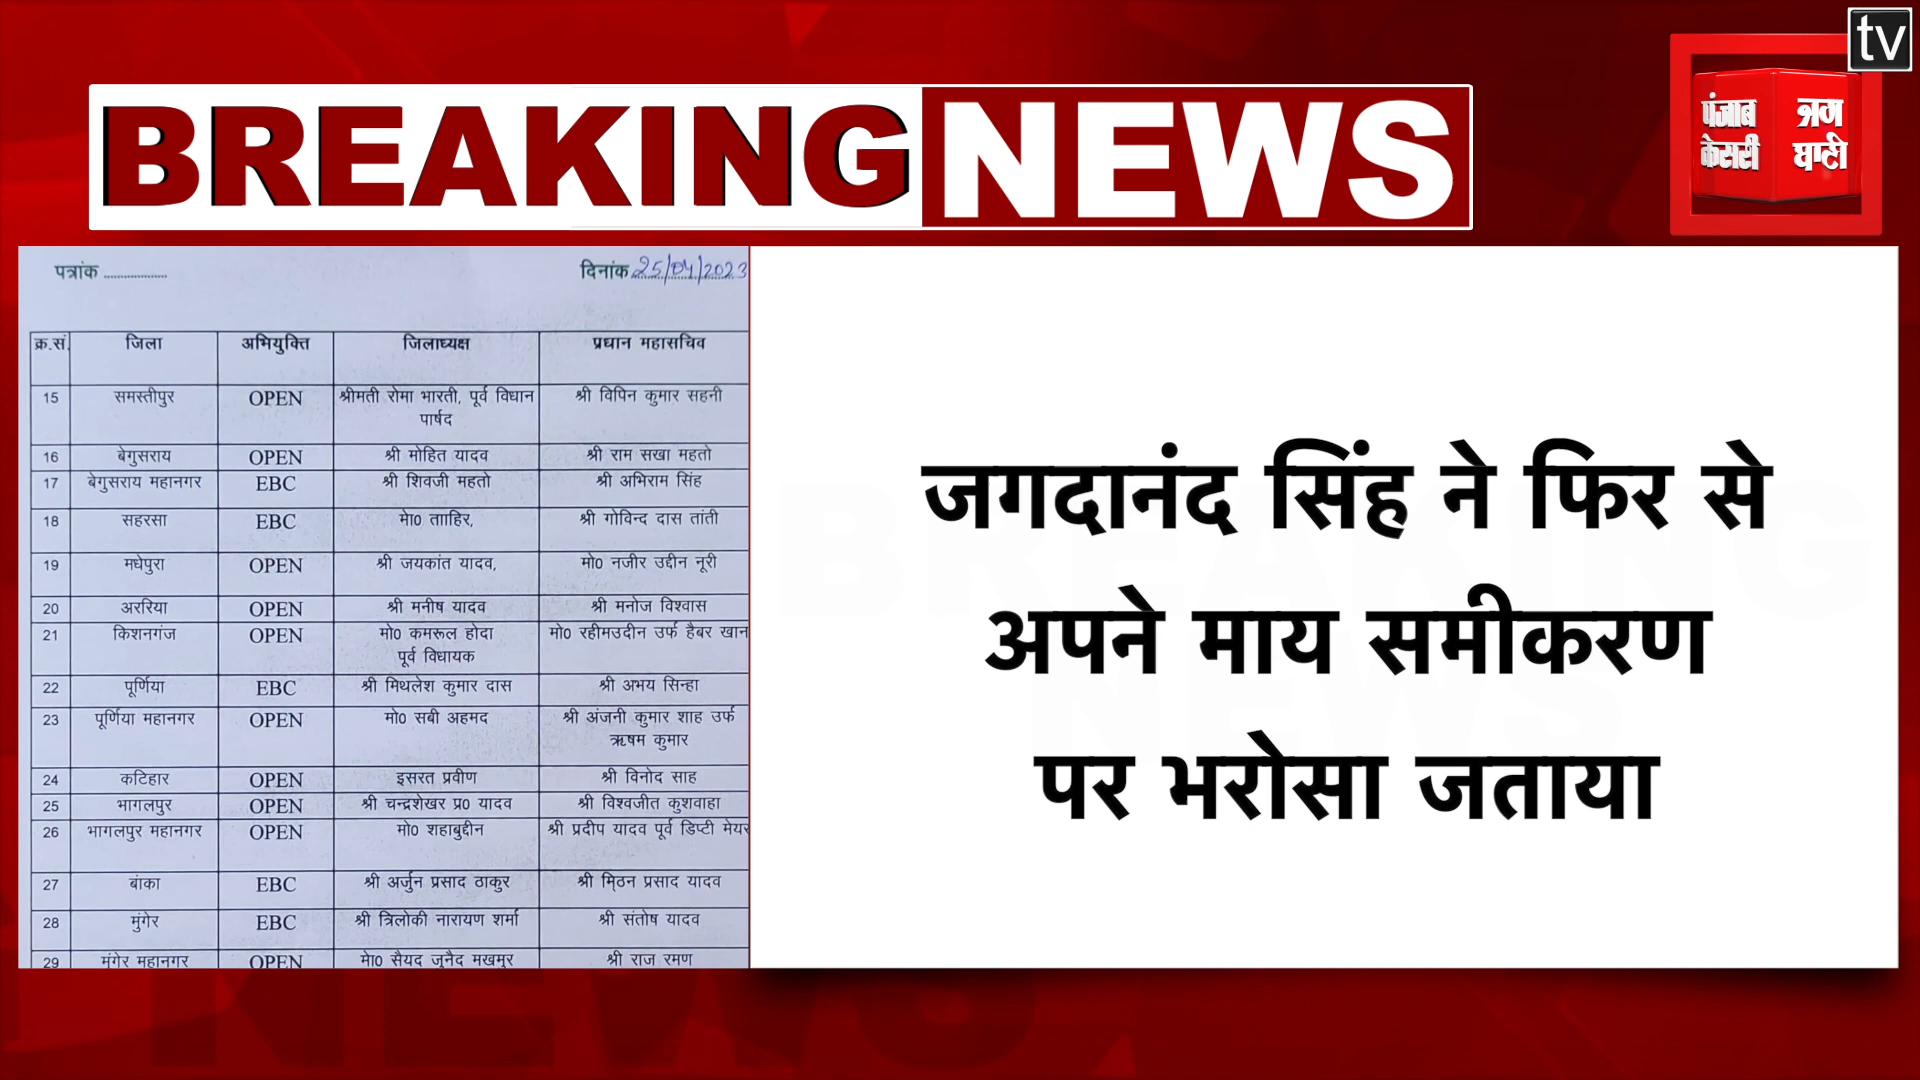 tv
BREAKING NEWS
पंजाब
केसरी
पत्रांक ..................
दिनांक 25/04/2023
क्र.सं. जिला अभियुक्ति जिलाध्यक्ष प्रधान महासचिव
15 समस्तीपुर OPEN श्रीमती रोमा भारती, पूर्व विधान पार्षद श्री विपिन कुमार सहनी
16 बेगुसराय OPEN श्री मोहित यादव श्री राम सखा महतो
17 बेगुसराय महानगर EBC श्री शिवजी महतो श्री अभिराम सिंह
18 सहरसा EBC मेा0 तााहिर, श्री गोविन्द दास तांती
19 मधेपुरा OPEN श्री जयकांत यादव, मो0 नजीर उद्दीन नूरी
20 अररिया OPEN श्री मनीष यादव श्री मनोज विश्वास
21 किशनगंज OPEN मो0 कमरूल होदा पूर्व विधायक मो0 रहीमउदीन उर्फ हैबर खान
22 पूर्णिया EBC श्री मिथलेश कुमार दास श्री अभय सिन्हा
23 पूर्णिया महानगर OPEN मो0 सबी अहमद श्री अंजनी कुमार शाह उर्फ ऋषम कुमार
24 कटिहार OPEN इसरत प्रवीण श्री विनोद साह
25 भागलपुर OPEN श्री चन्द्रशेखर प्र0 यादव श्री विश्वजीत कुशवाहा
26 भागलपुर महानगर OPEN मो0 शहाबुद्दीन श्री प्रदीप यादव पूर्व डिप्टी मेयर
27 बांका EBC श्री अर्जुन प्रसाद ठाकुर श्री मि्ठन प्रसाद यादव
28 मुंगेर EBC श्री त्रिलोकी नारायण शर्मा श्री संतोष यादव
29 मुंगेर महानगर OPEN मेा0 सैयद जुनैद मखमुर श्री राज रमण
जगदानंद सिंह ने फिर से
अपने माय समीकरण
पर भरोसा जताया
NEWS